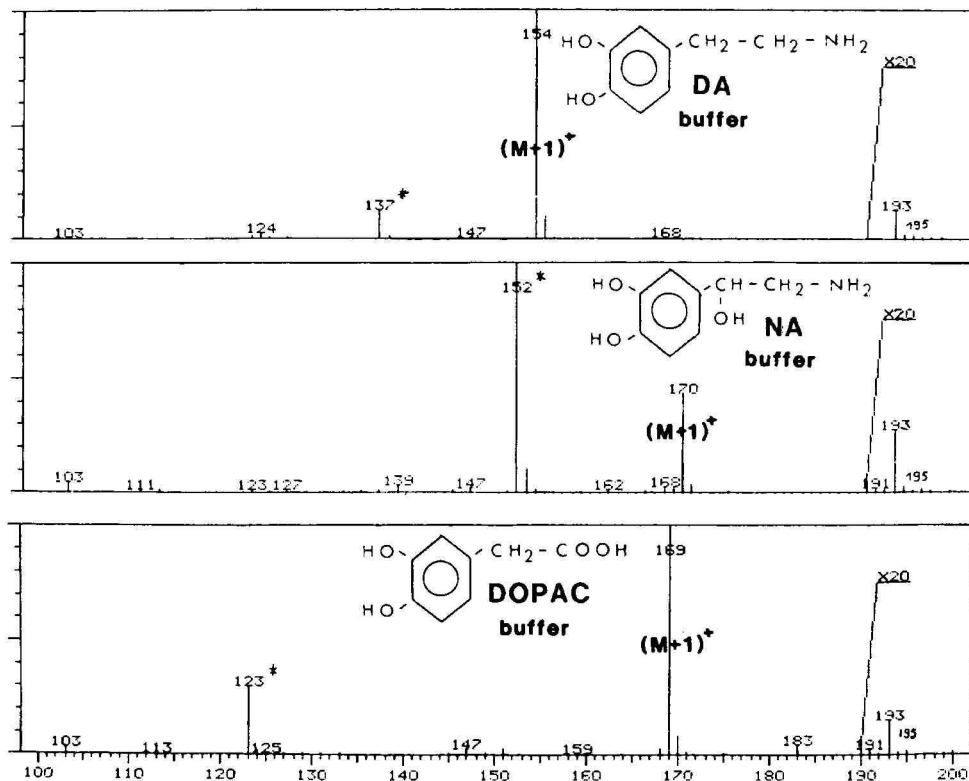 154
HO
CH2-CH2-NH2
HO
DA
buffer
X20
(M+1)+
137*
103
124
147
168
193
195
152*
HO
CH-CH2-NH2
OH
HO
NA
buffer
X20
170
(M+1)+
103
111
123
127
139
147
162
168
191
193
195
HO
CH2-COOH
HO
DOPAC
buffer
169
X20
(M+1)+
123*
103
113
125
147
159
183
191
193
195
100 110 120 130 140 150 160 170 180 190 200